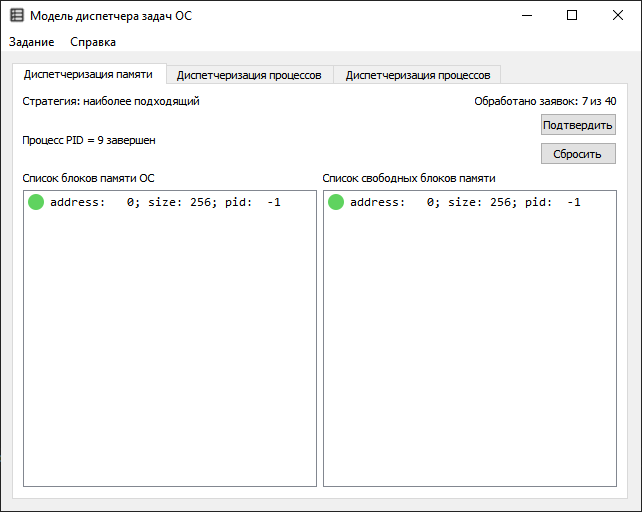 Модель диспетчера задач ОС
Задание Справка
Диспетчеризация памяти Диспетчеризация процессов Диспетчеризация процессов
Стратегия: наиболее подходящий Обработано заявок: 7 из 40
Подтвердить
Процесс PID = 9 завершен
Сбросить
Список блоков памяти ОС Список свободных блоков памяти
address:   0; size: 256; pid:  -1 address:   0; size: 256; pid:  -1